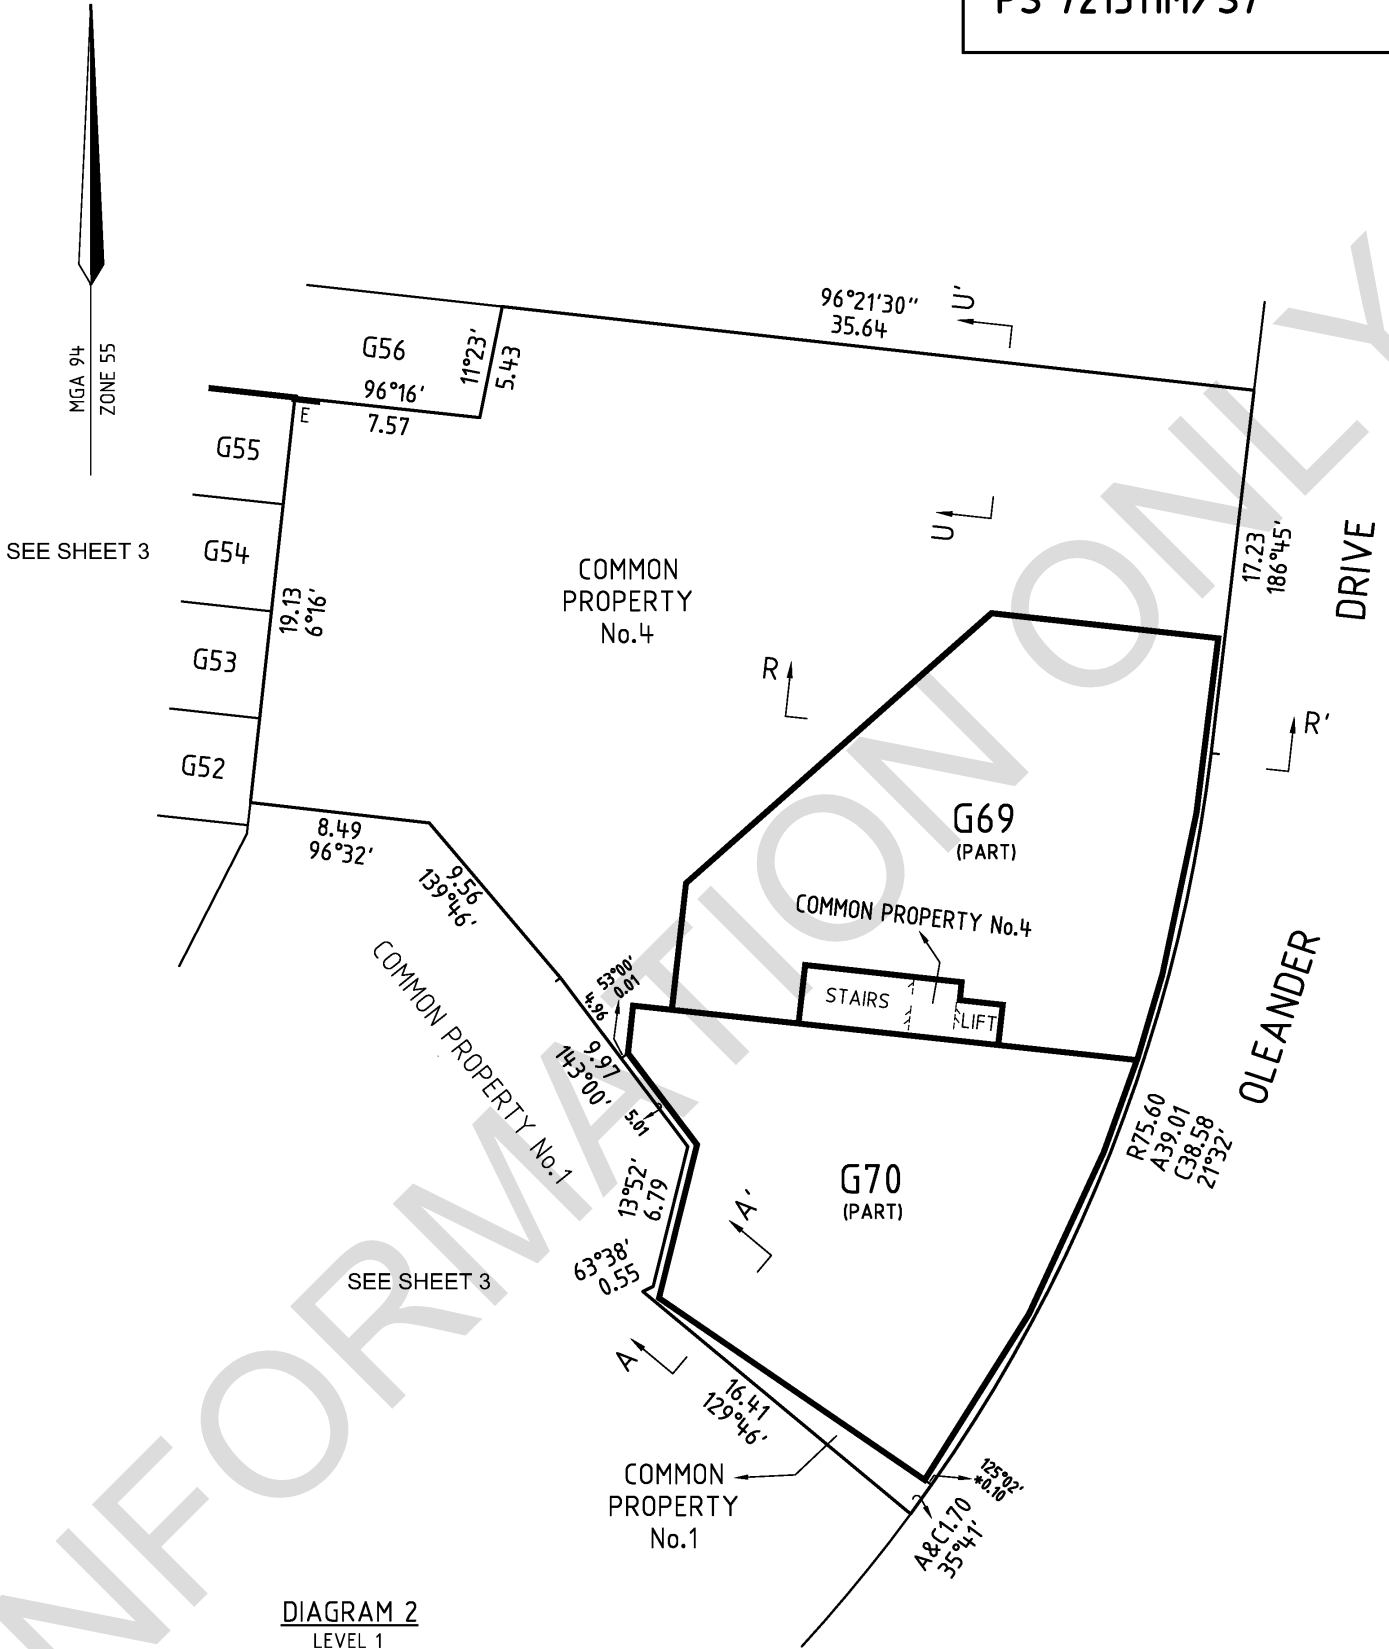 PS 721511M/S7
MGA 94
ZONE 55
96°21'30"
35.64
U'
G56
11°23'
5.43
96°16'
7.57
E
G55
SEE SHEET 3
G54
G53
G52
19.13
6°16'
COMMON
PROPERTY
No.4
U
17.23
186°45'
DRIVE
R
R'
8.49
96°32'
9.56
139°46'
G69
(PART)
COMMON PROPERTY No.4
STAIRS
LIFT
53°00'
0.01
4.96
9.97
143°00'
5.01
COMMON PROPERTY No.1
OLEANDER
R75.60
A39.01
C38.58
21°32'
13°52'
6.79
G70
(PART)
A'
63°38'
0.55
SEE SHEET 3
A
16.41
129°46'
COMMON
PROPERTY
No.1
125°02'
*0.10
A&C1.70
35°41'
DIAGRAM 2
LEVEL 1
NFORMATION ONLY